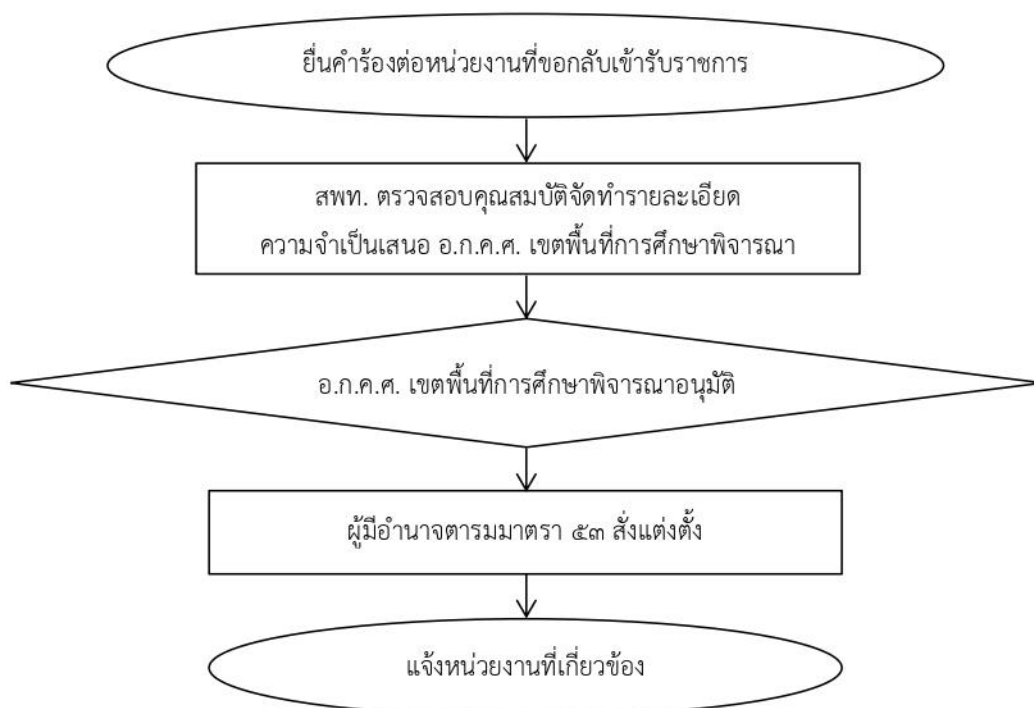 ยื่นคำร้องต่อหน่วยงานที่ขอกลับเข้ารับราชการ
สพท. ตรวจสอบคุณสมบัติจัดทำรายละเอียด
ความจำเป็นเสนอ อ.ก.ค.ศ. เขตพื้นที่การศึกษาพิจารณา
อ.ก.ค.ศ. เขตพื้นที่การศึกษาพิจารณาอนุมัติ
ผู้มีอำนาจตารมมาตรา ๕๓ สั่งแต่งตั้ง
แจ้งหน่วยงานที่เกี่ยวข้อง